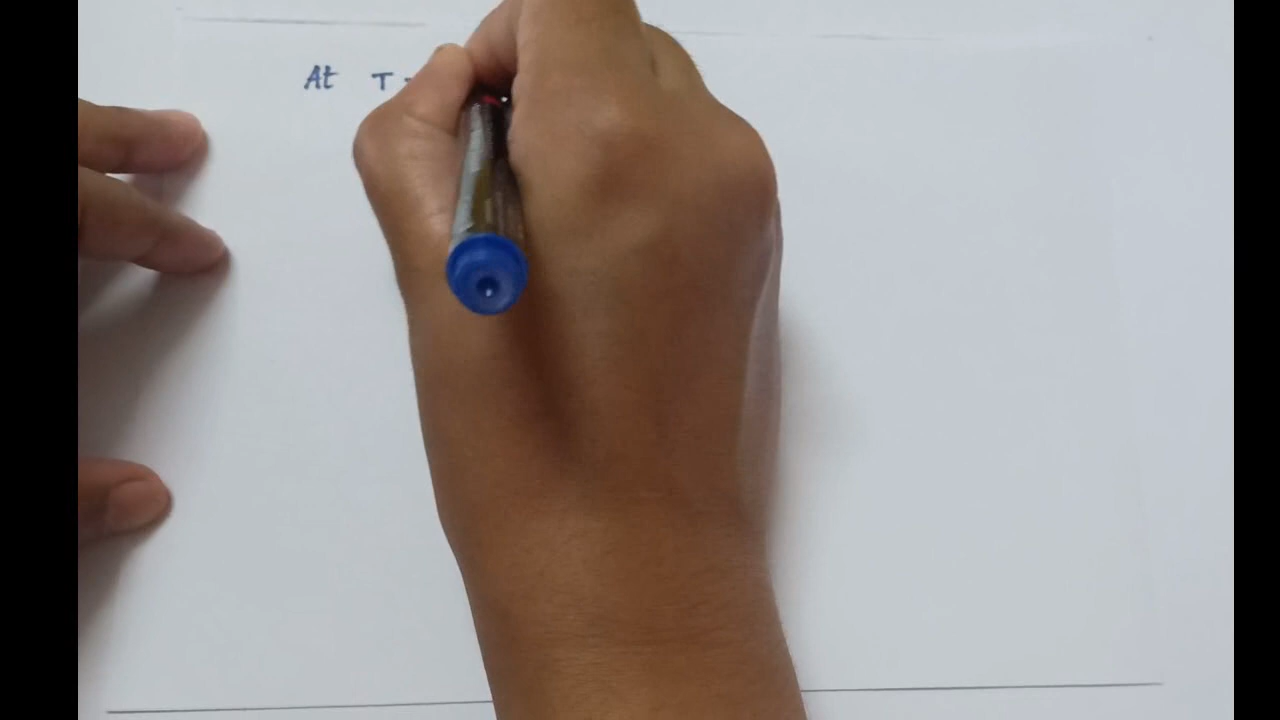 At T =